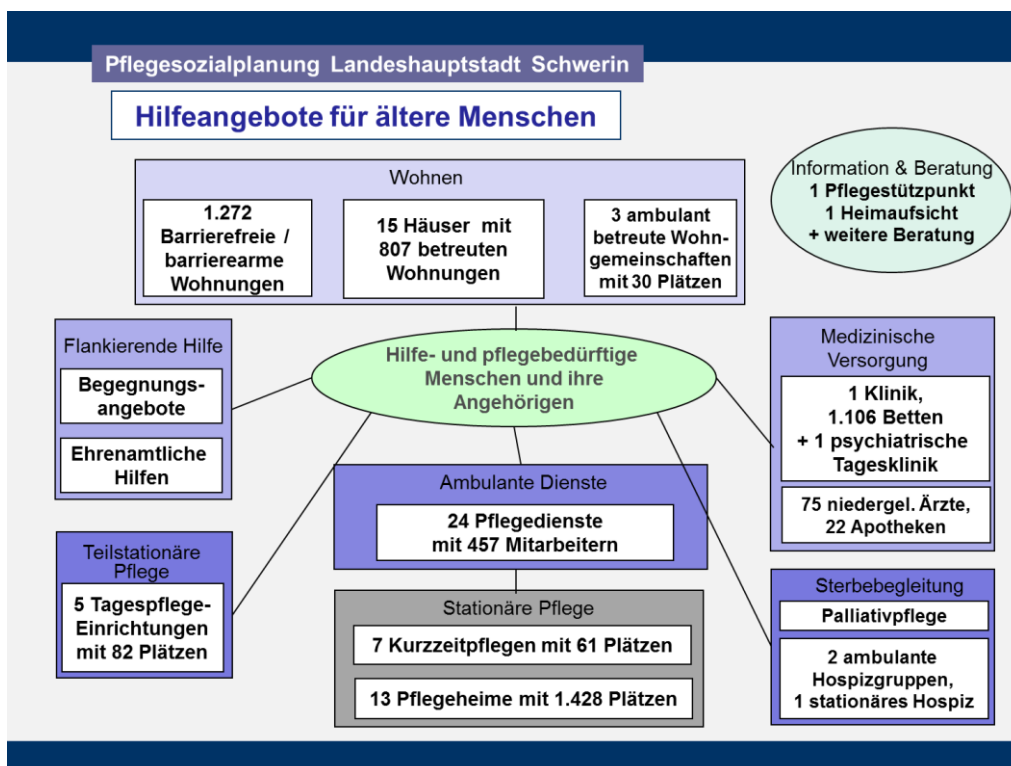 Pflegesozialplanung Landeshauptstadt Schwerin
Hilfeangebote für ältere Menschen
Wohnen
1.272
Barrierefreie /
barrierearme
Wohnungen
15 Häuser mit
807 betreuten
Wohnungen
3 ambulant
betreute Wohn-
gemeinschaften
mit 30 Plätzen
Information & Beratung
1 Pflegestützpunkt
1 Heimaufsicht
+ weitere Beratung
Flankierende Hilfe
Begegnungs-
angebote
Ehrenamtliche
Hilfen
Hilfe- und pflegebedürftige
Menschen und ihre
Angehörigen
Medizinische
Versorgung
1 Klinik,
1.106 Betten
+ 1 psychiatrische
Tagesklinik
75 niedergel. Ärzte,
22 Apotheken
Ambulante Dienste
24 Pflegedienste
mit 457 Mitarbeitern
Teilstationäre
Pflege
5 Tagespflege-
Einrichtungen
mit 82 Plätzen
Stationäre Pflege
7 Kurzzeitpflegen mit 61 Plätzen
13 Pflegeheime mit 1.428 Plätzen
Sterbebegleitung
Palliativpflege
2 ambulante
Hospizgruppen,
1 stationäres Hospiz